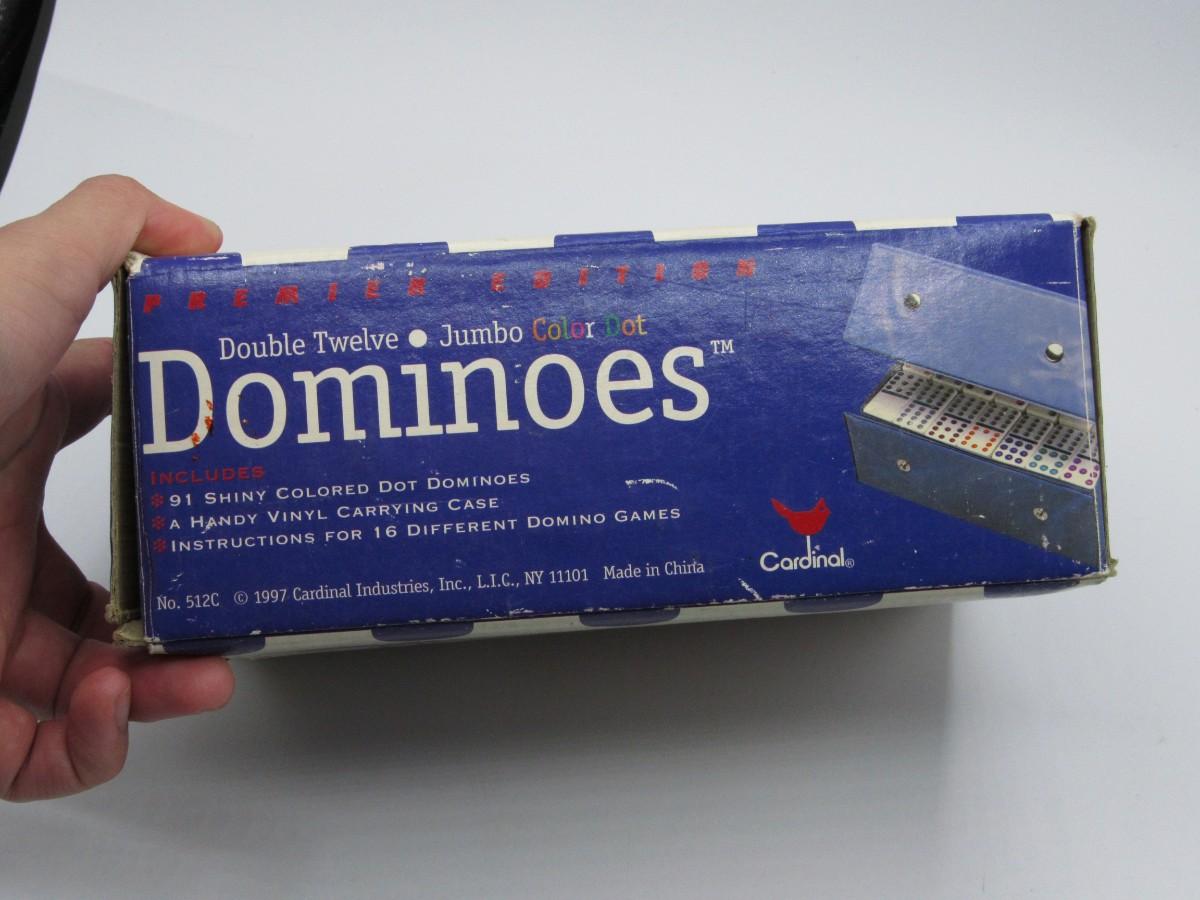 PREMIER EDITION
Double Twelve ● Jumbo Color Dot
Dominoes™
INCLUDES
* 91 SHINY COLORED DOT DOMINOES
* A HANDY VINYL CARRYING CASE
* INSTRUCTIONS FOR 16 DIFFERENT DOMINO GAMES
Cardinal®
No. 512C © 1997 Cardinal Industries, Inc., L.I.C., NY 11101 Made in China